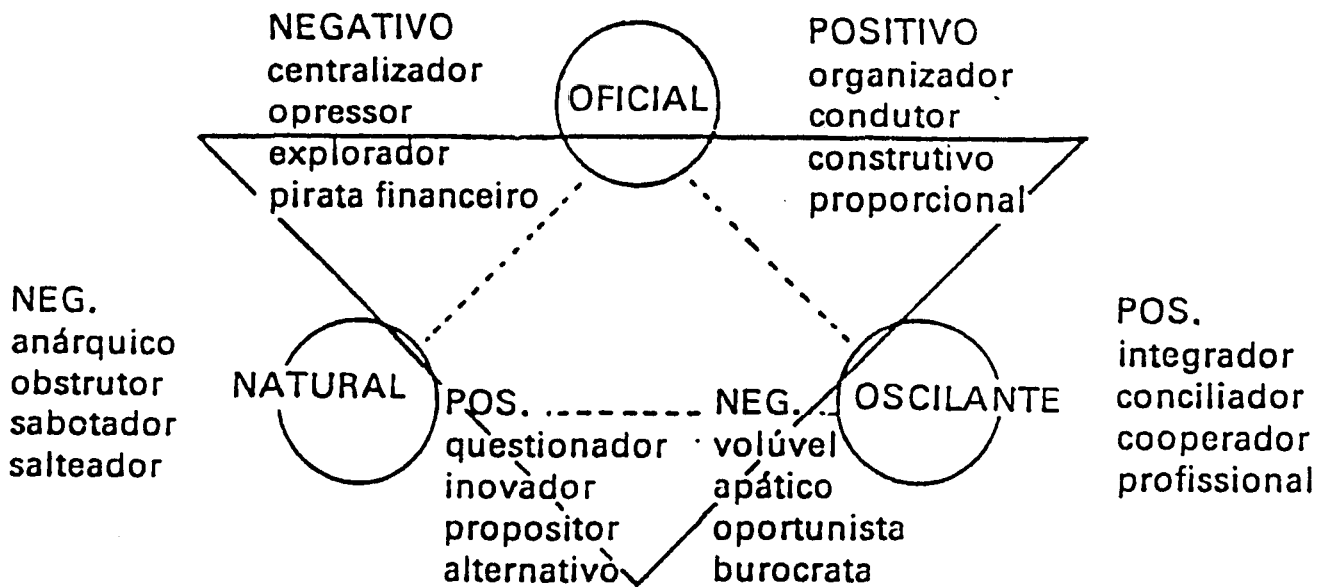 NEGATIVO
centralizador
opressor
explorador
pirata financeiro
OFICIAL
POSITIVO
organizador
condutor
construtivo
proporcional
NEG.
anárquico
obstrutor
sabotador
salteador
NATURAL
POS.
questionador
inovador
propositor
alternativo
NEG.
volúvel
apático
oportunista
burocrata
OSCILANTE
POS.
integrador
conciliador
cooperador
profissional